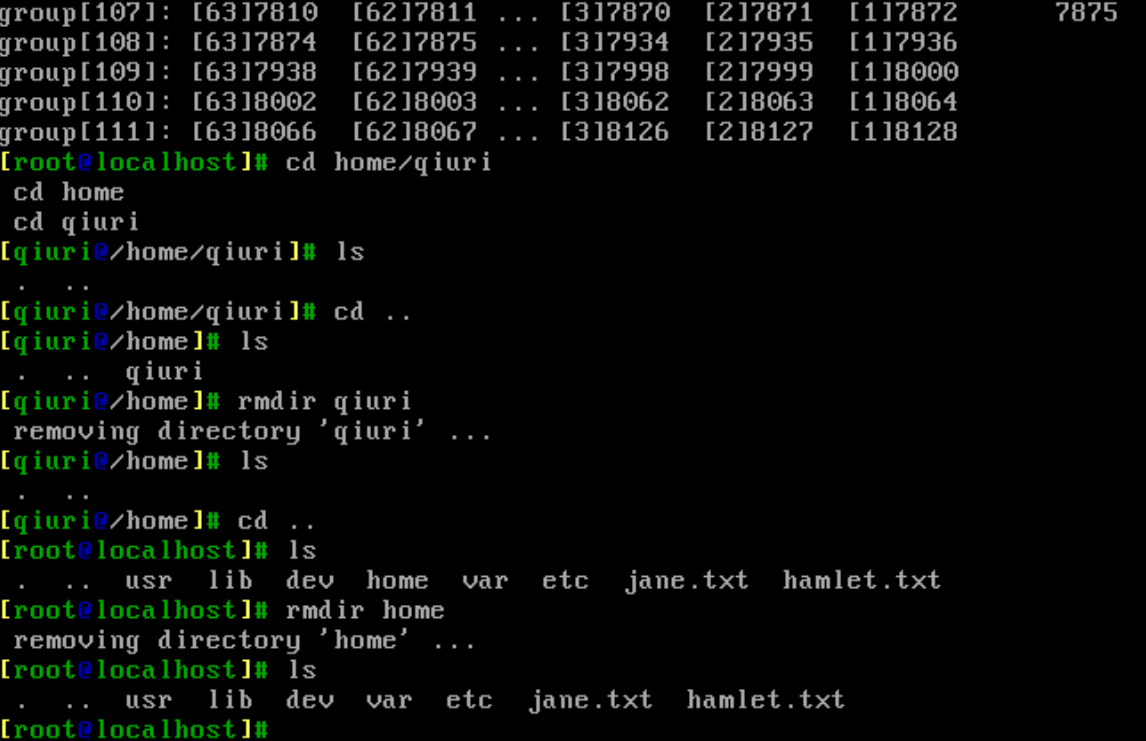 group[107]: [63]7810  [62]7811 ... [3]7870  [2]7871  [1]7872      7875
group[108]: [63]7874  [62]7875 ... [3]7934  [2]7935  [1]7936
group[109]: [63]7938  [62]7939 ... [3]7998  [2]7999  [1]8000
group[110]: [63]8002  [62]8003 ... [3]8062  [2]8063  [1]8064
group[111]: [63]8066  [62]8067 ... [3]8126  [2]8127  [1]8128
[root@localhost]# cd home/qiuri
 cd home
 cd qiuri
[qiuri@/home/qiuri]# ls
 .  ..
[qiuri@/home/qiuri]# cd ..
[qiuri@/home]# ls
 .  ..  qiuri
[qiuri@/home]# rmdir qiuri
 removing directory 'qiuri' ...
[qiuri@/home]# ls
 .  ..
[qiuri@/home]# cd ..
[root@localhost]# ls
 .  ..  usr  lib  dev  home  var  etc  jane.txt  hamlet.txt
[root@localhost]# rmdir home
 removing directory 'home' ...
[root@localhost]# ls
 .  ..  usr  lib  dev  var  etc  jane.txt  hamlet.txt
[root@localhost]#